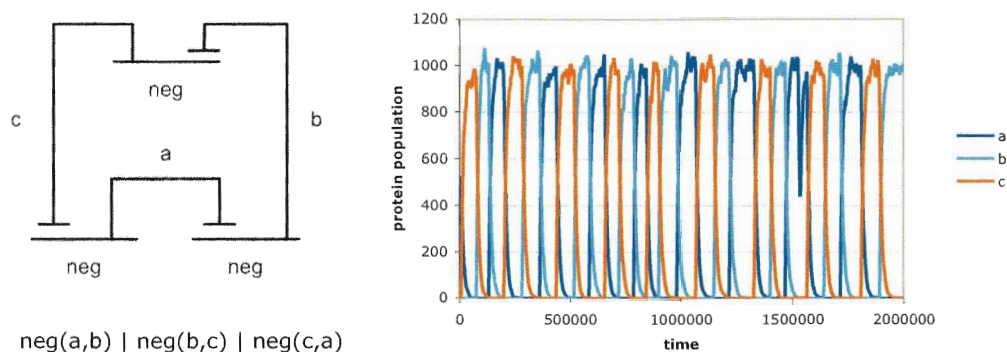 neg
c
b
a
neg
neg
neg(a,b) | neg(b,c) | neg(c,a)
protein population
1200
1000
800
600
400
200
0
0
500000
1000000
1500000
2000000
time
a
b
c